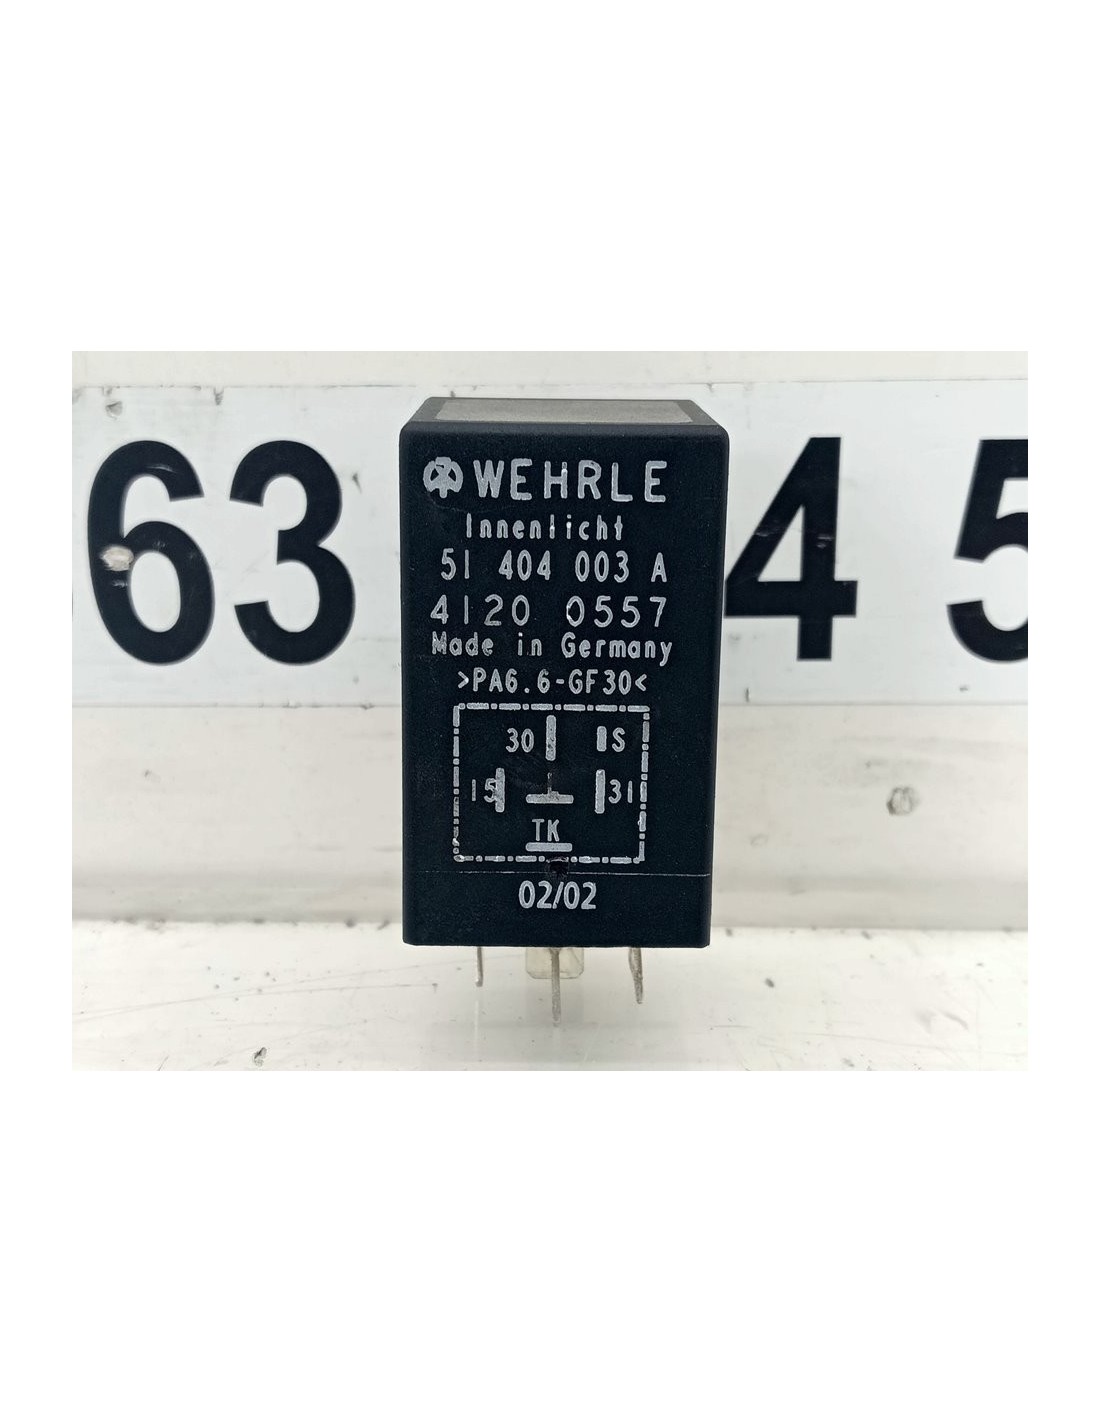 63
4 5
WEHRLE
Innenlicht
51 404 003 A
4120 0557
Made in Germany
>PA6.6-GF30<
30 S
15 L 31
TK
02/02